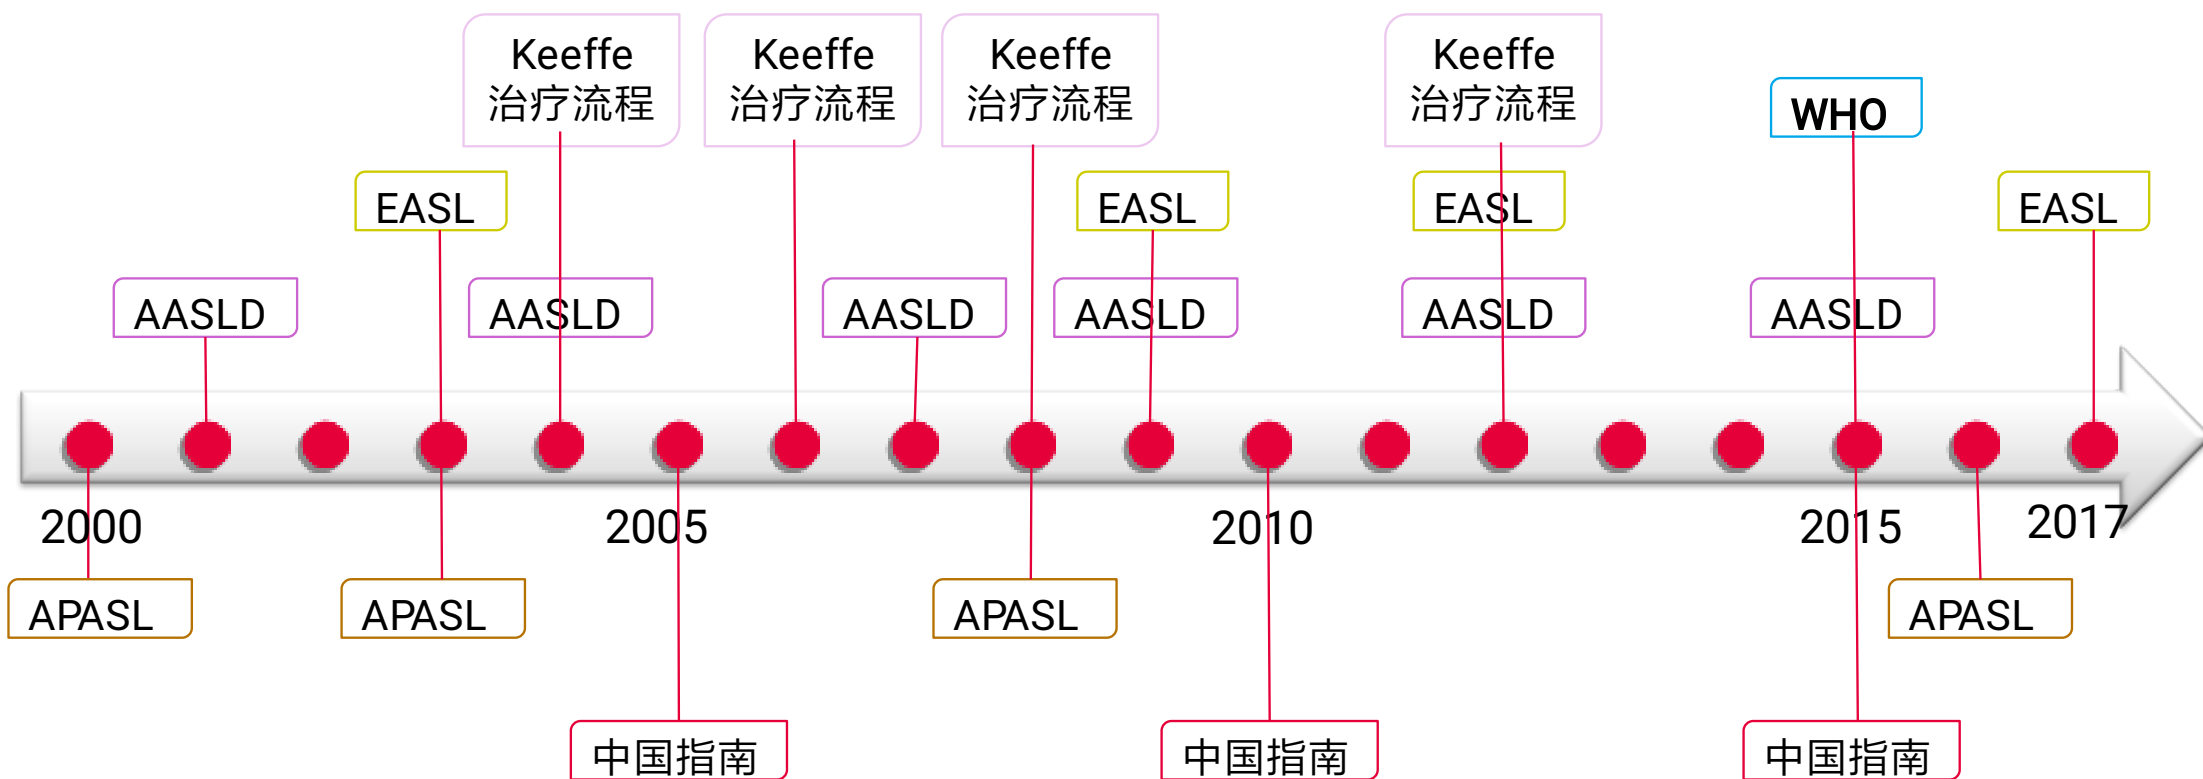 Keeffe
治疗流程
Keeffe
治疗流程
Keeffe
治疗流程
Keeffe
治疗流程
WHO
EASL
EASL
EASL
EASL
AASLD
AASLD
AASLD
AASLD
AASLD
AASLD
2000
2005
2010
2015
2017
APASL
APASL
APASL
APASL
中国指南
中国指南
中国指南